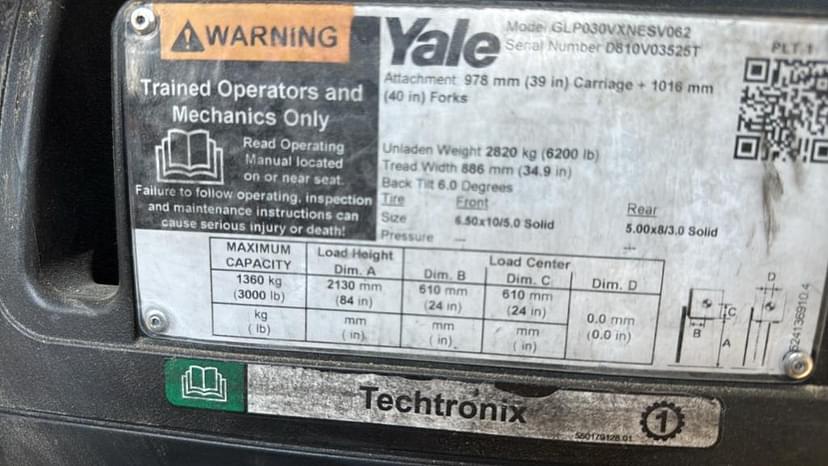 WARNING
Trained Operators and
Mechanics Only
Read Operating
Manual located
on or near seat.
Failure to follow operating, inspection
and maintenance instructions can
cause serious injury or death!
Yale
Model GLP030VXNESV062
Serial Number D810V03525T
PLT 1
Attachment 978 mm (39 in) Carriage + 1016 mm
(40 in) Forks
Unladen Weight 2820 kg (6200 lb)
Tread Width 886 mm (34.9 in)
Back Tilt 6.0 Degrees
Tire Front Rear
Size 6.50x10/5.0 Solid 5.00x8/3.0 Solid
Pressure --- ---
MAXIMUM CAPACITY Load Height Load Center
Dim. A Dim. B Dim. C Dim. D
1360 kg 2130 mm 610 mm 610 mm 0.0 mm
(3000 lb) (84 in) (24 in) (24 in) (0.0 in)
kg mm mm mm
( lb) ( in) ( in) ( in)
D
C
B
A
524136910.4
Techtronix
550170128.01
1